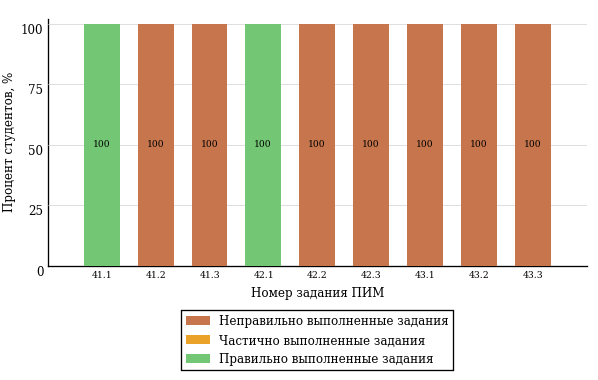 Процент студентов, %
100
75
50
25
0
100 100 100 100 100 100 100 100 100
41.1 41.2 41.3 42.1 42.2 42.3 43.1 43.2 43.3
Номер задания ПИМ
Неправильно выполненные задания
Частично выполненные задания
Правильно выполненные задания